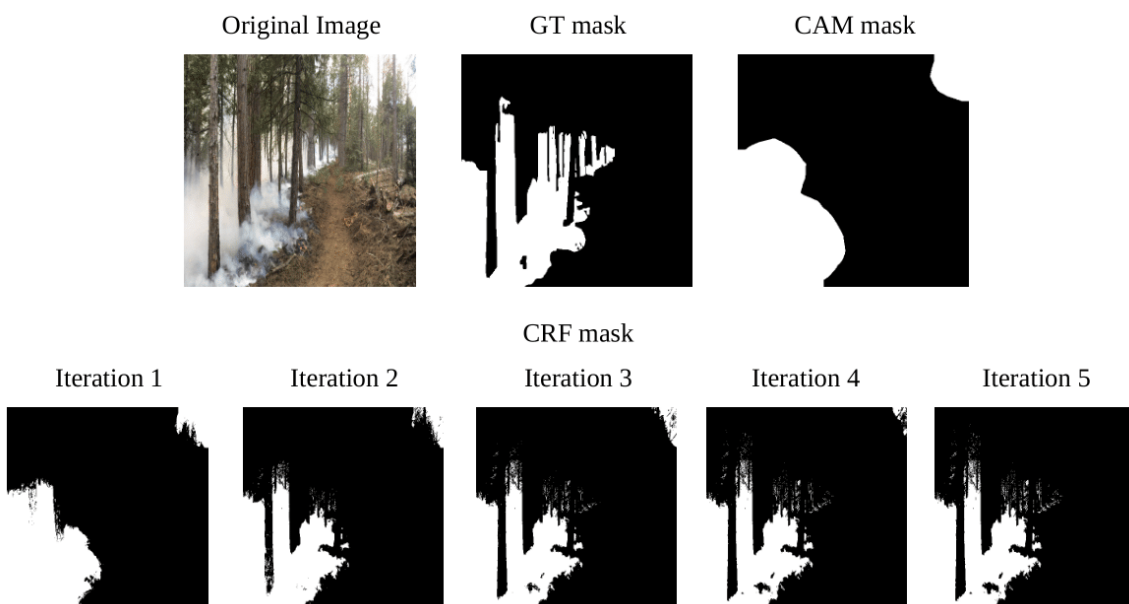 Original Image
GT mask
CAM mask
CRF mask
Iteration 1
Iteration 2
Iteration 3
Iteration 4
Iteration 5